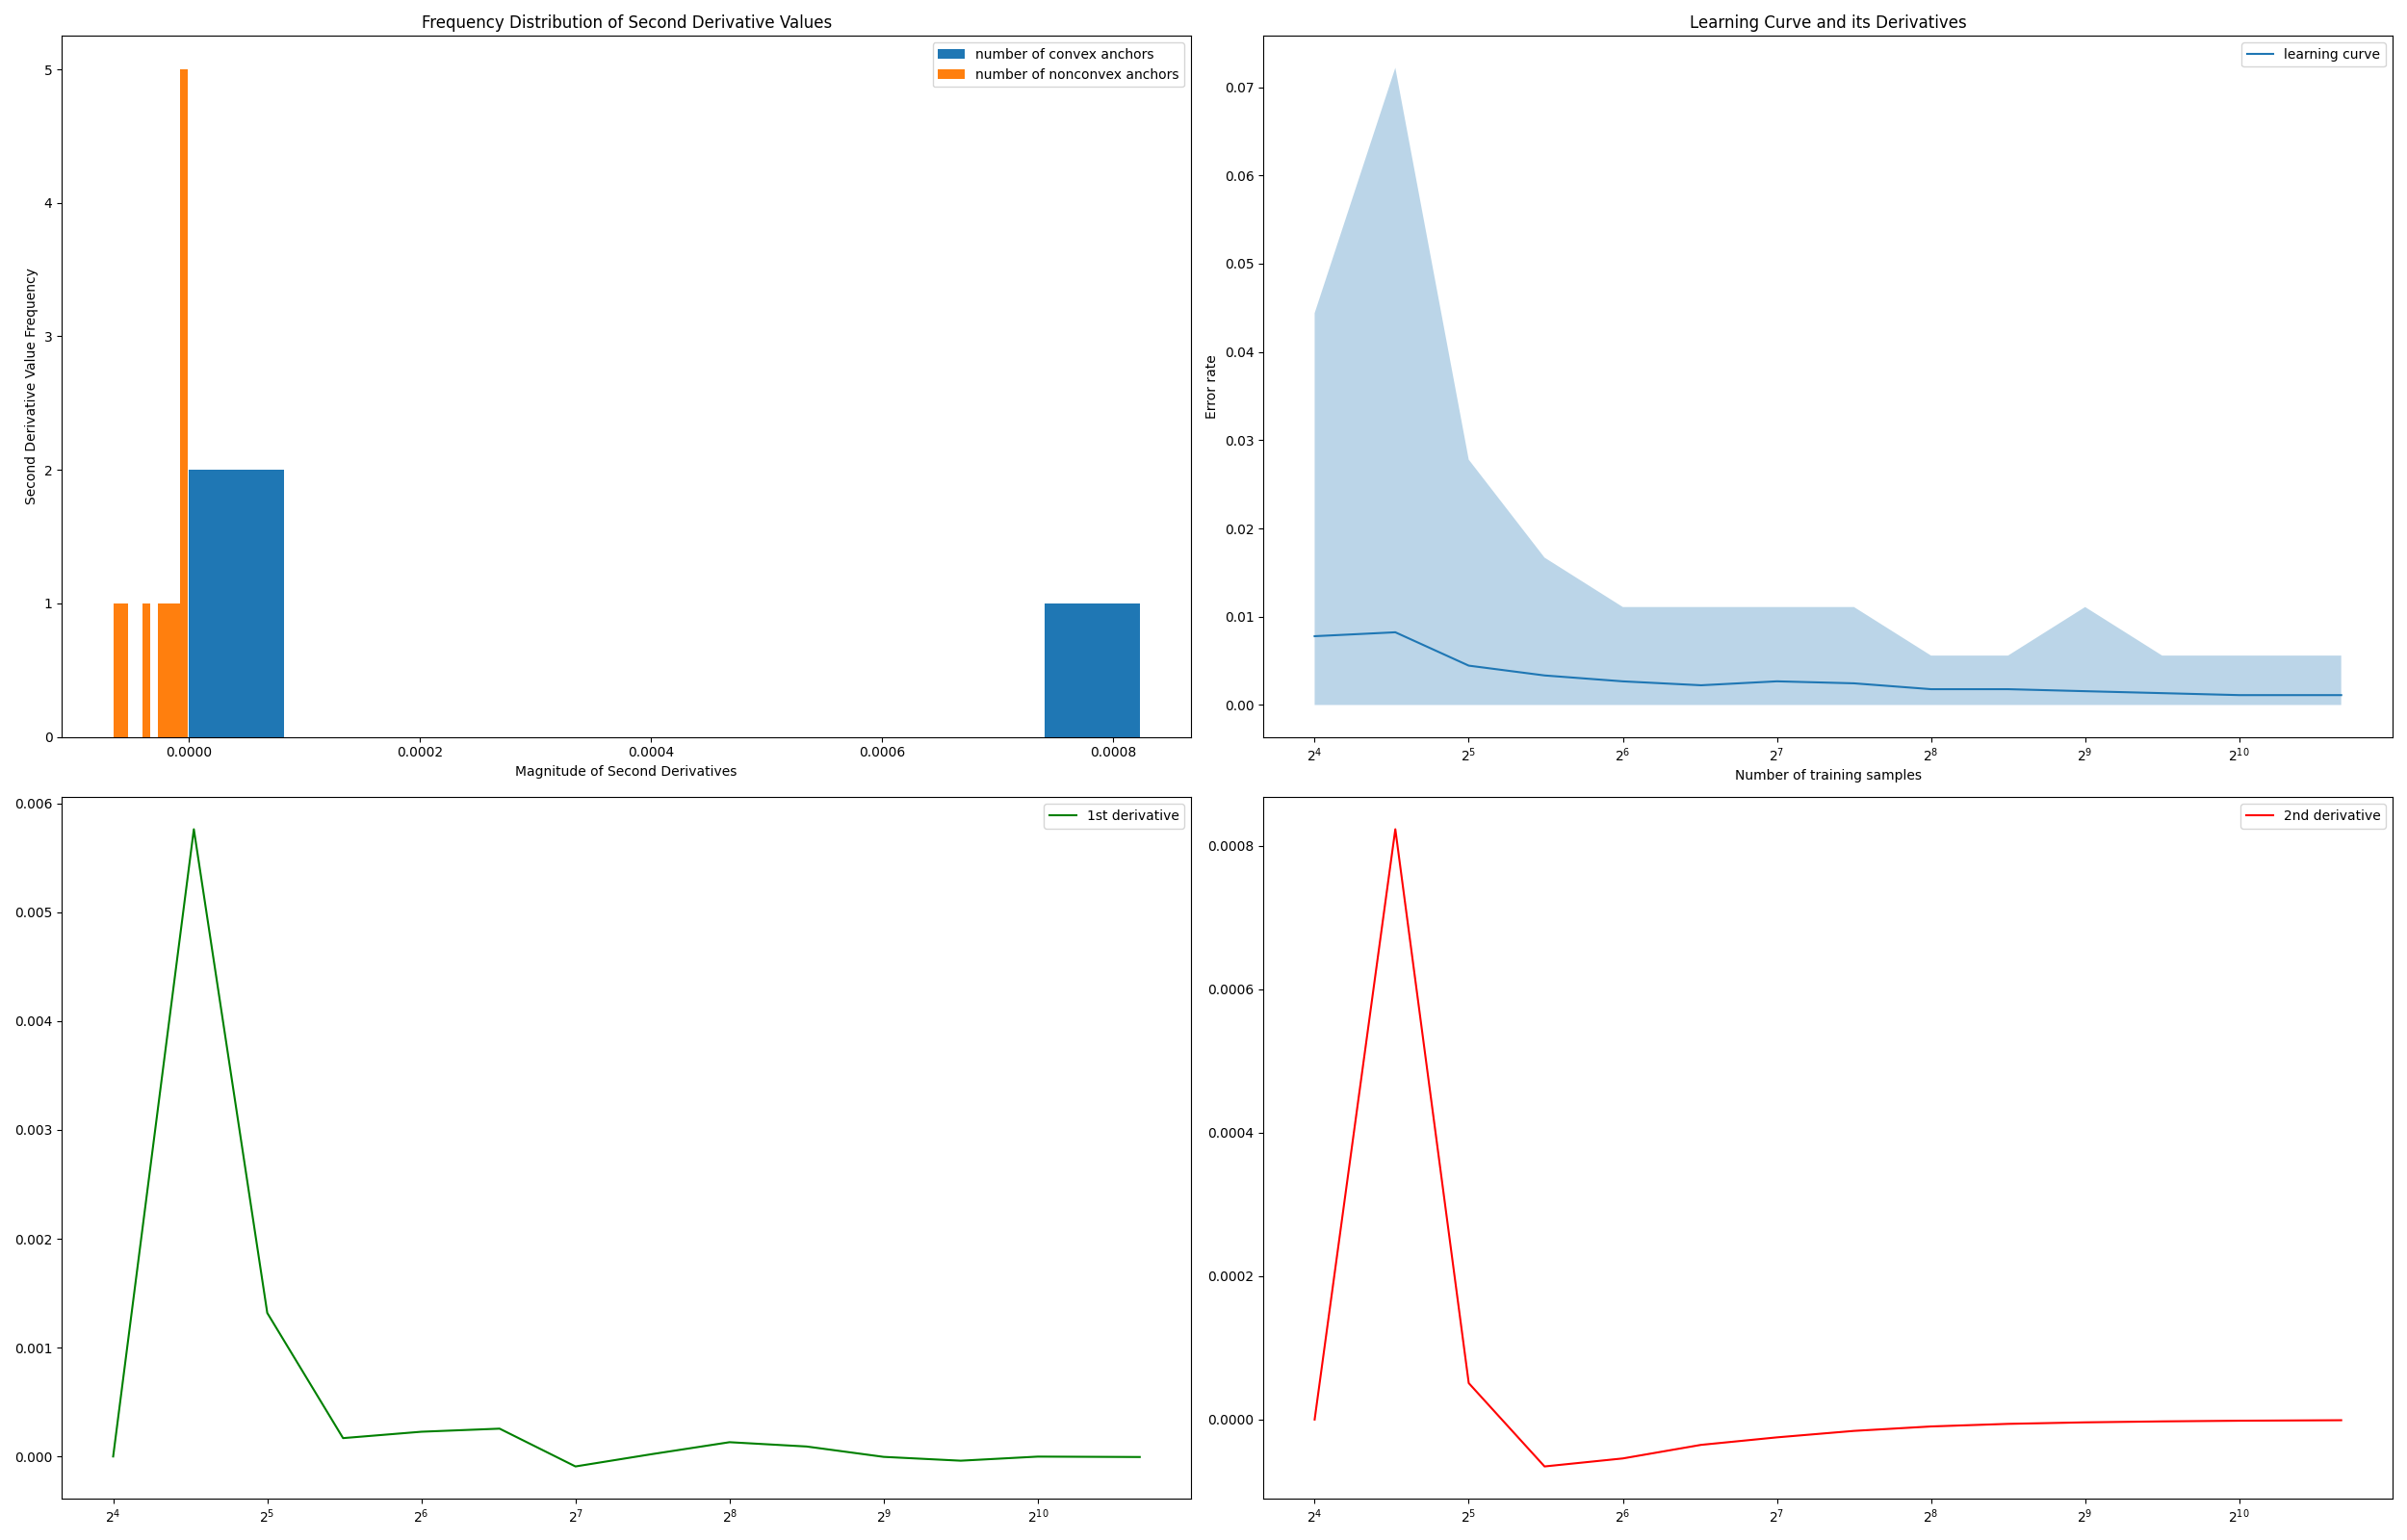 Frequency Distribution of Second Derivative Values
number of convex anchors
number of nonconvex anchors
Second Derivative Value Frequency
5
4
3
2
1
0
0.0000 0.0002 0.0004 0.0006 0.0008
Magnitude of Second Derivatives
Learning Curve and its Derivatives
learning curve
Error rate
0.07
0.06
0.05
0.04
0.03
0.02
0.01
0.00
2^4 2^5 2^6 2^7 2^8 2^9 2^10
Number of training samples
1st derivative
0.006
0.005
0.004
0.003
0.002
0.001
0.000
2^4 2^5 2^6 2^7 2^8 2^9 2^10
2nd derivative
0.0008
0.0006
0.0004
0.0002
0.0000
2^4 2^5 2^6 2^7 2^8 2^9 2^10